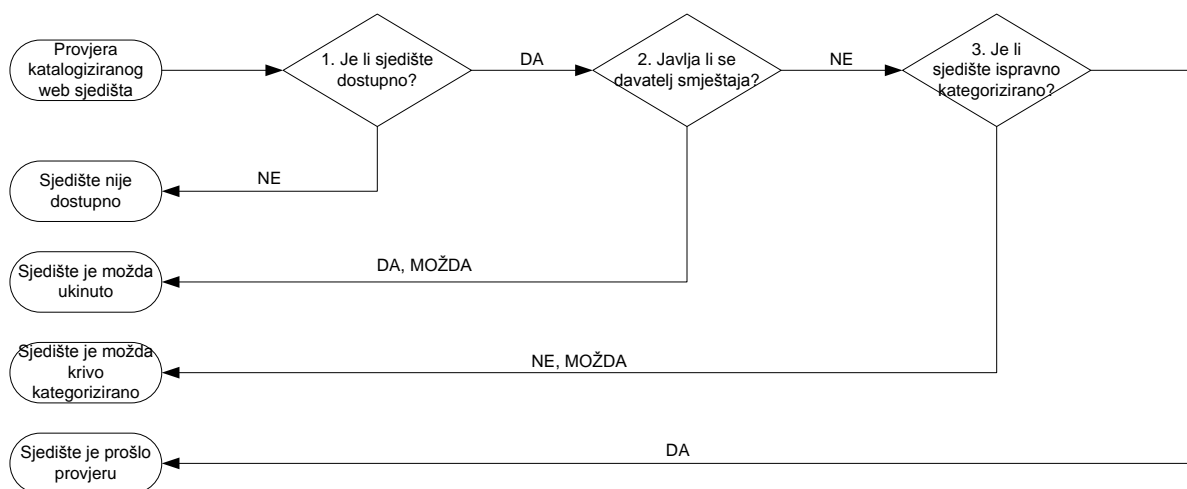 Provjera
katalogiziranog
web sjedišta
1. Je li sjedište
dostupno?
DA
2. Javlja li se
davatelj smještaja?
NE
3. Je li
sjedište ispravno
kategorizirano?
NE
Sjedište nije
dostupno
DA, MOŽDA
Sjedište je možda
ukinuto
NE, MOŽDA
Sjedište je možda
krivo
kategorizirano
DA
Sjedište je prošlo
provjeru